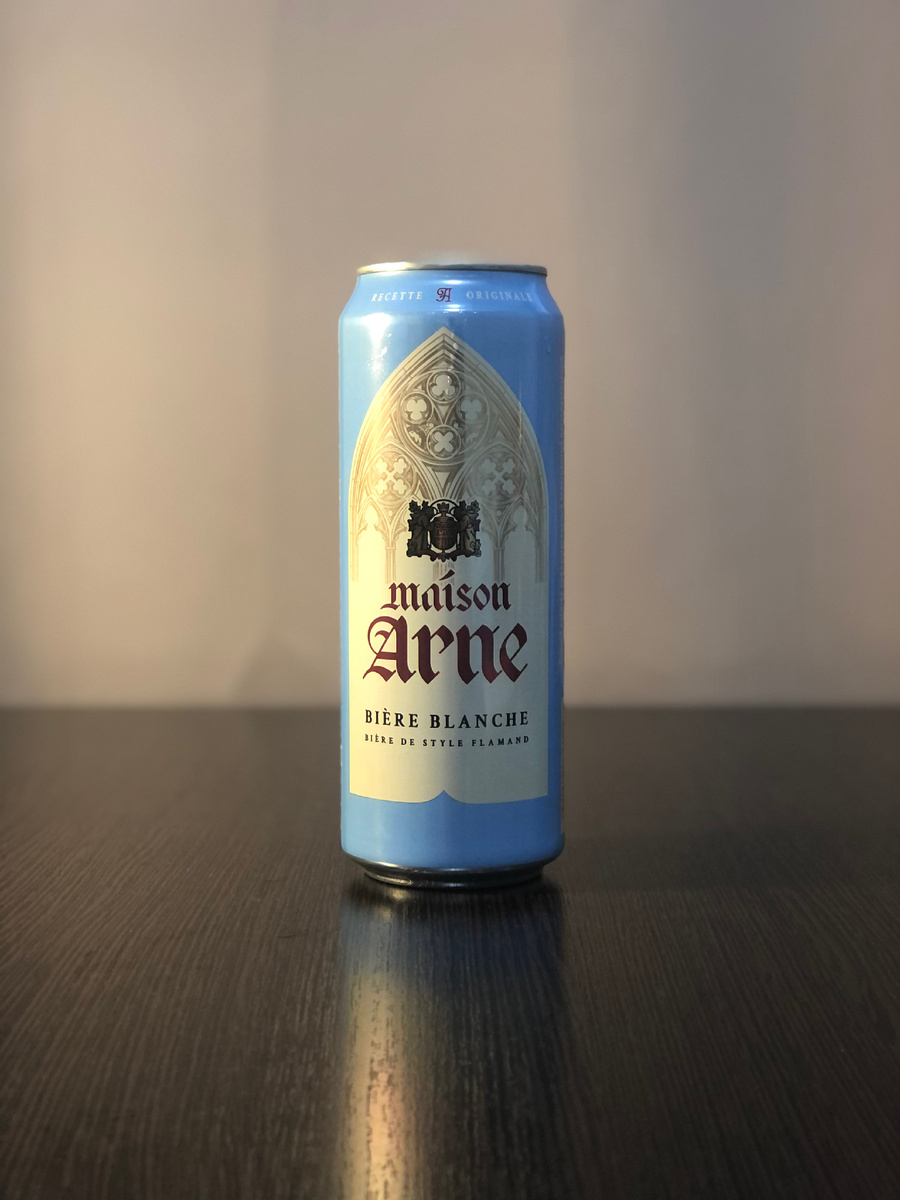 RECETTE A ORIGINALE
maison
Arne
BIÈRE BLANCHE
BIÈRE DE STYLE FLAMAND